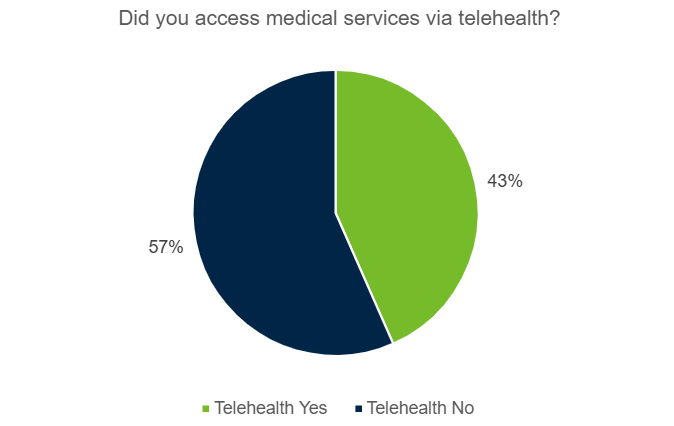 Did you access medical services via telehealth?
43%
57%
Telehealth Yes
Telehealth No